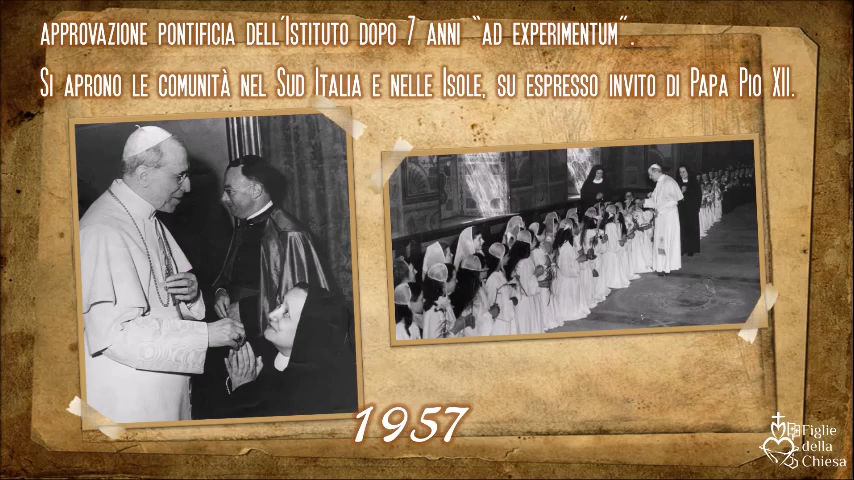 approvazione pontificia dell'Istituto dopo 7 anni "ad experimentum".
Si aprono le comunità nel Sud Italia e nelle Isole, su espresso invito di Papa Pio XII.
1957
Figlie
della
Chiesa